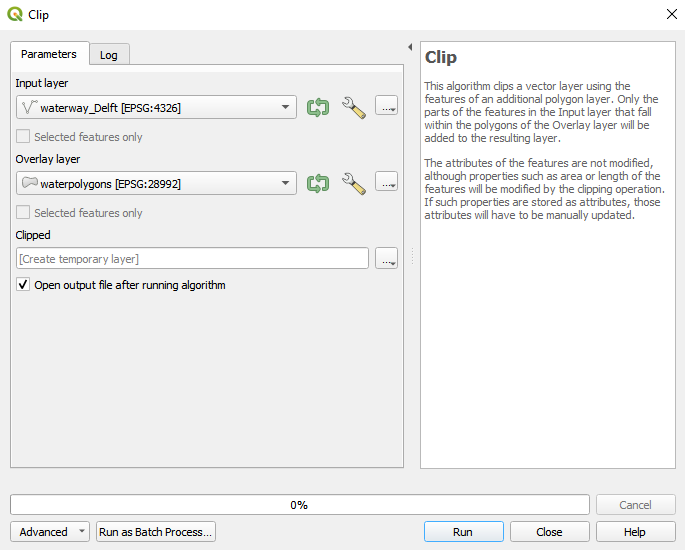 Clip
Parameters
Log
Input layer
waterway_Delft [EPSG:4326]
...
Selected features only
Overlay layer
waterpolygons [EPSG:28992]
...
Selected features only
Clipped
[Create temporary layer]
...
Open output file after running algorithm
Clip
This algorithm clips a vector layer using the
features of an additional polygon layer. Only the
parts of the features in the Input layer that fall
within the polygons of the Overlay layer will be
added to the resulting layer.
The attributes of the features are not modified,
although properties such as area or length of the
features will be modified by the clipping operation.
If such properties are stored as attributes, those
attributes will have to be manually updated.
0%
Cancel
Advanced
Run as Batch Process...
Run
Close
Help